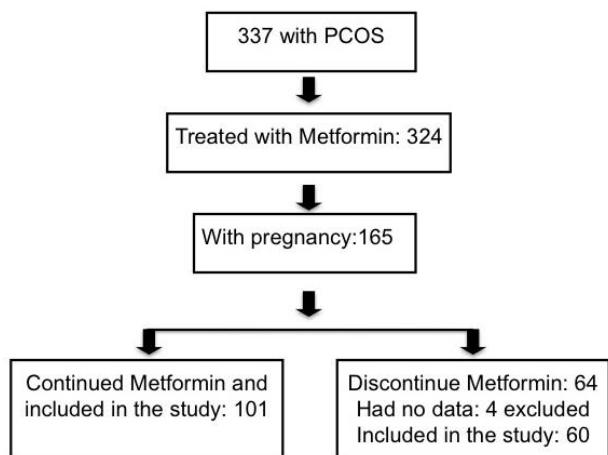 337 with PCOS
Treated with Metformin: 324
With pregnancy:165
Continued Metformin and
included in the study: 101
Discontinue Metformin: 64
Had no data: 4 excluded
Included in the study: 60